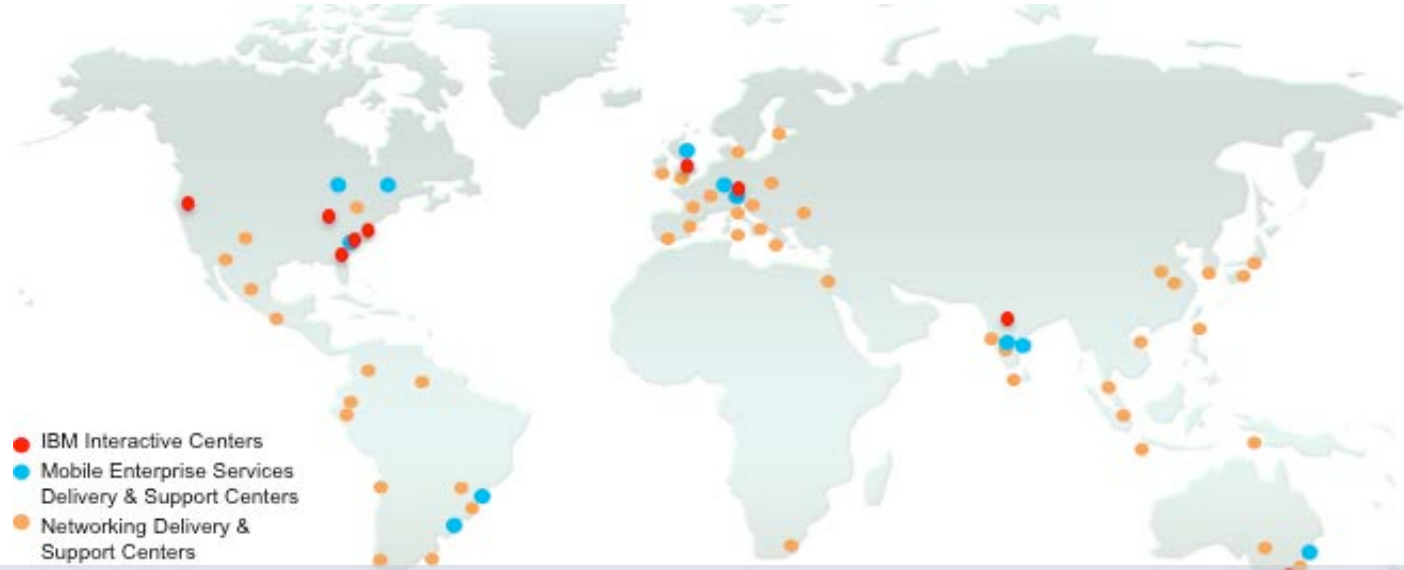 IBM Interactive Centers
Mobile Enterprise Services
Delivery & Support Centers
Networking Delivery &
Support Centers